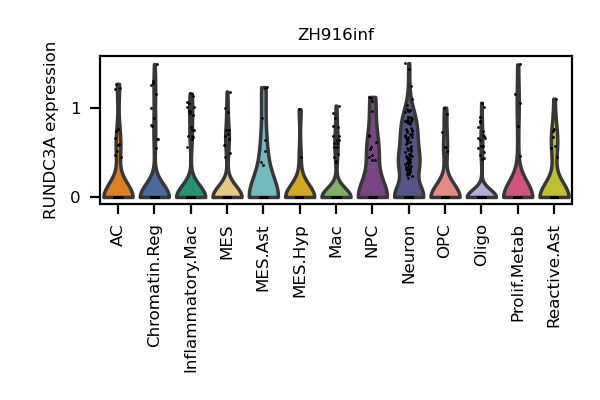 ZH916inf
RUNDC3A expression
1
0
AC
Chromatin.Reg
Inflammatory.Mac
MES
MES.Ast
MES.Hyp
Mac
NPC
Neuron
OPC
Oligo
Prolif.Metab
Reactive.Ast